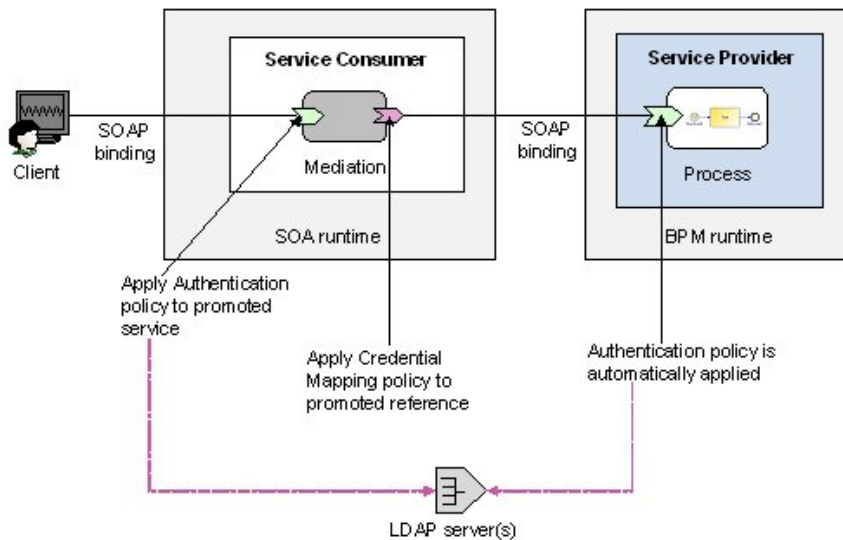 Service Consumer
Service Provider
SOAP
binding
SOAP
binding
Client
Mediation
Process
SOA runtime
BPM runtime
Apply Authentication
policy to promoted
service
Apply Credential
Mapping policy to
promoted reference
Authentication policy is
automatically applied
LDAP server(s)